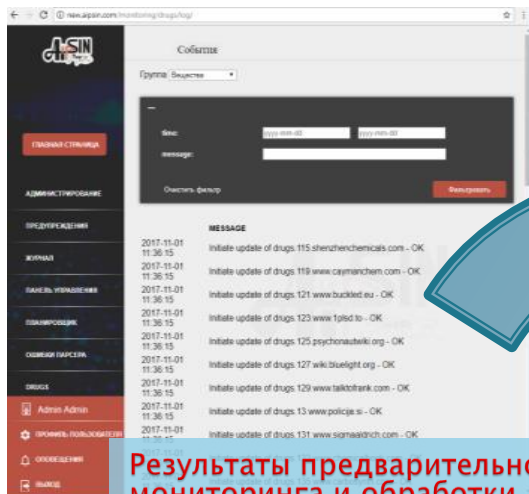 new.aipsin.com/monitoring/drugs/log/
AIPSIN
События
Группа: Вещества
ГЛАВНАЯ СТРАНИЦА
time:
yyyy-mm-dd
yyyy-mm-dd
message:
Очистить фильтр
Фильтровать
АДМИНИСТРИРОВАНИЕ
ПРЕДУПРЕЖДЕНИЯ
ЖУРНАЛ
ПАНЕЛЬ УПРАВЛЕНИЯ
ПЛАНИРОВЩИК
ОШИБКИ ПАРСЕРА
DRUGS
Admin Admin
ПРОФИЛЬ ПОЛЬЗОВАТЕЛЯ
ОПОВЕЩЕНИЯ
ВЫХОД
MESSAGE
2017-11-01 11:36:15 Initiate update of drugs.115.shenzhenchemicals.com - OK
2017-11-01 11:36:15 Initiate update of drugs.119.www.caymanchem.com - OK
2017-11-01 11:36:15 Initiate update of drugs.121.www.buckled.eu - OK
2017-11-01 11:36:15 Initiate update of drugs.123.www.1plsd.to - OK
2017-11-01 11:36:15 Initiate update of drugs.125.psychonautwiki.org - OK
2017-11-01 11:36:15 Initiate update of drugs.127.wiki.bluelight.org - OK
2017-11-01 11:36:15 Initiate update of drugs.129.www.talktofrank.com - OK
2017-11-01 11:36:15 Initiate update of drugs.13.www.policija.si - OK
2017-11-01 Initiate update of drugs.131.www.sigmaaldrich.com - OK
Результаты предварительно
мониторинга и обработки